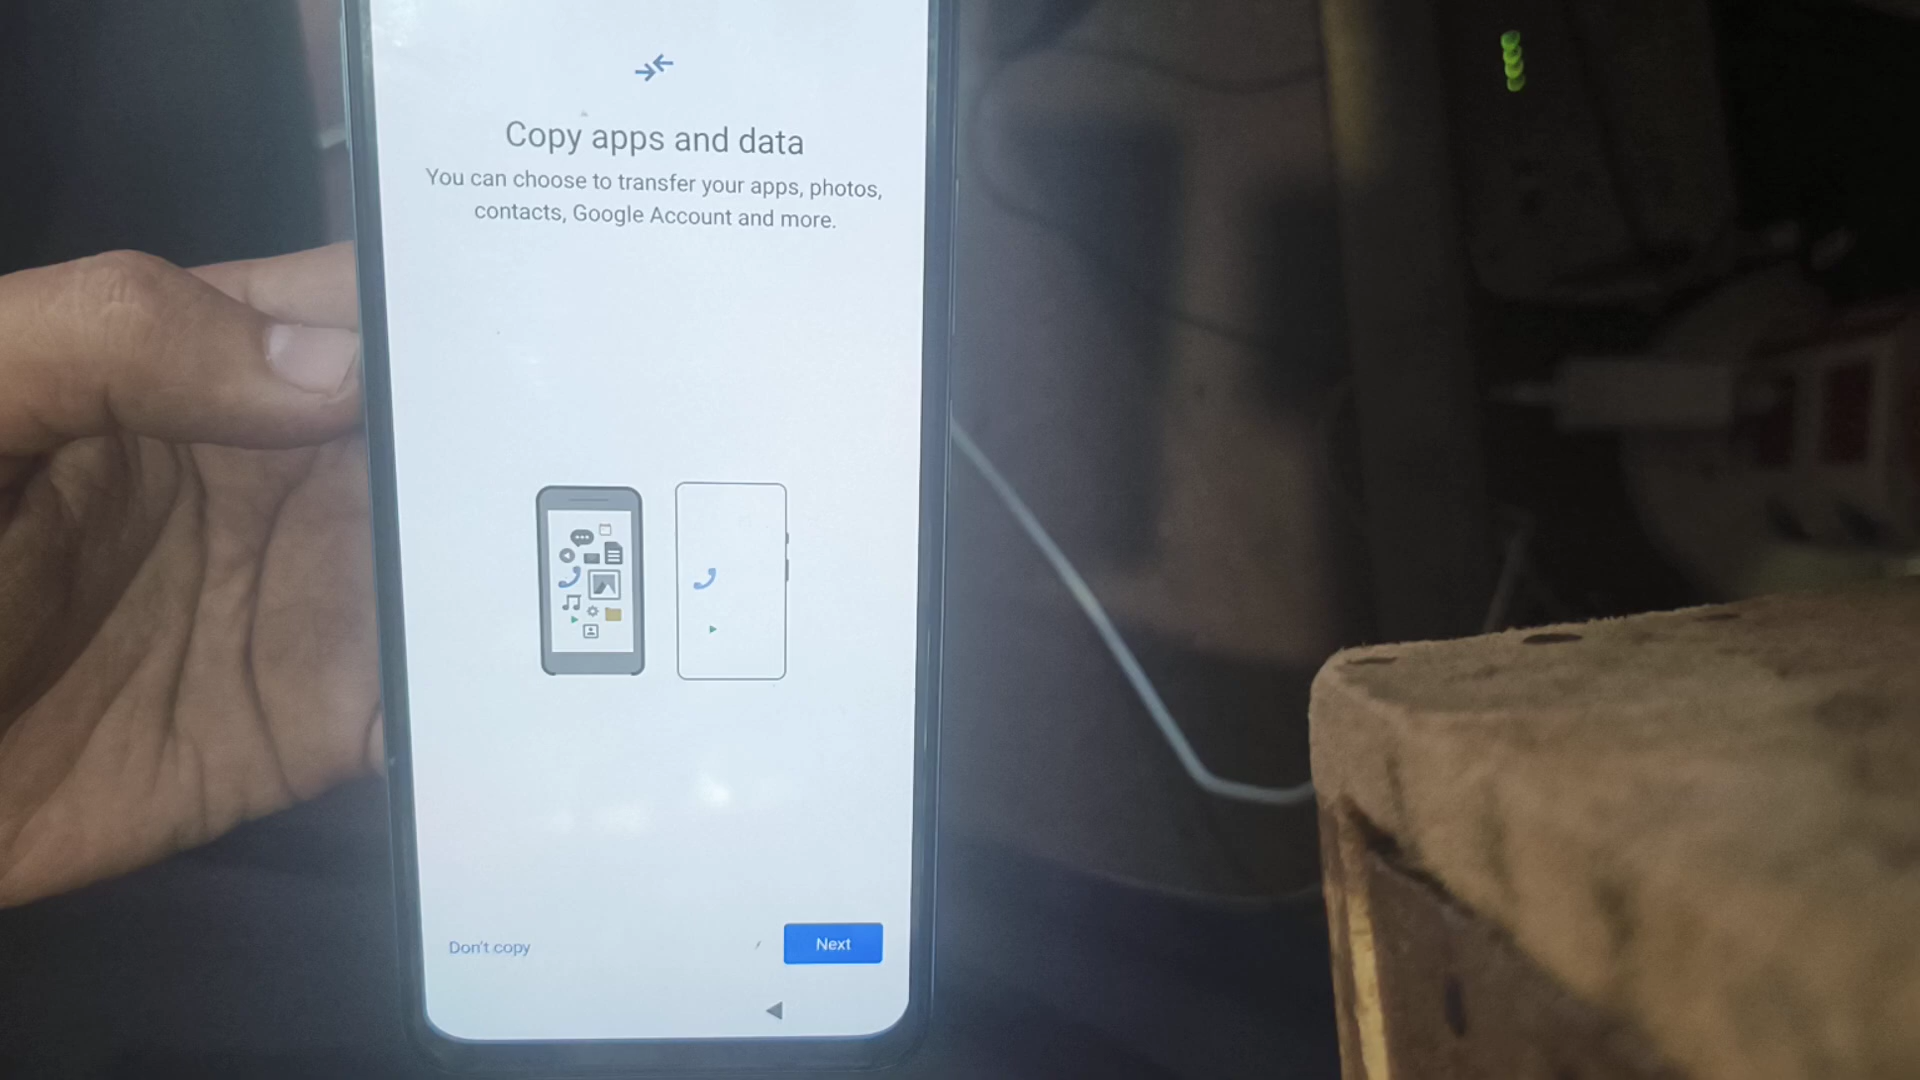 Copy apps and data
You can choose to transfer your apps, photos,
contacts, Google Account and more.
Don't copy
Next